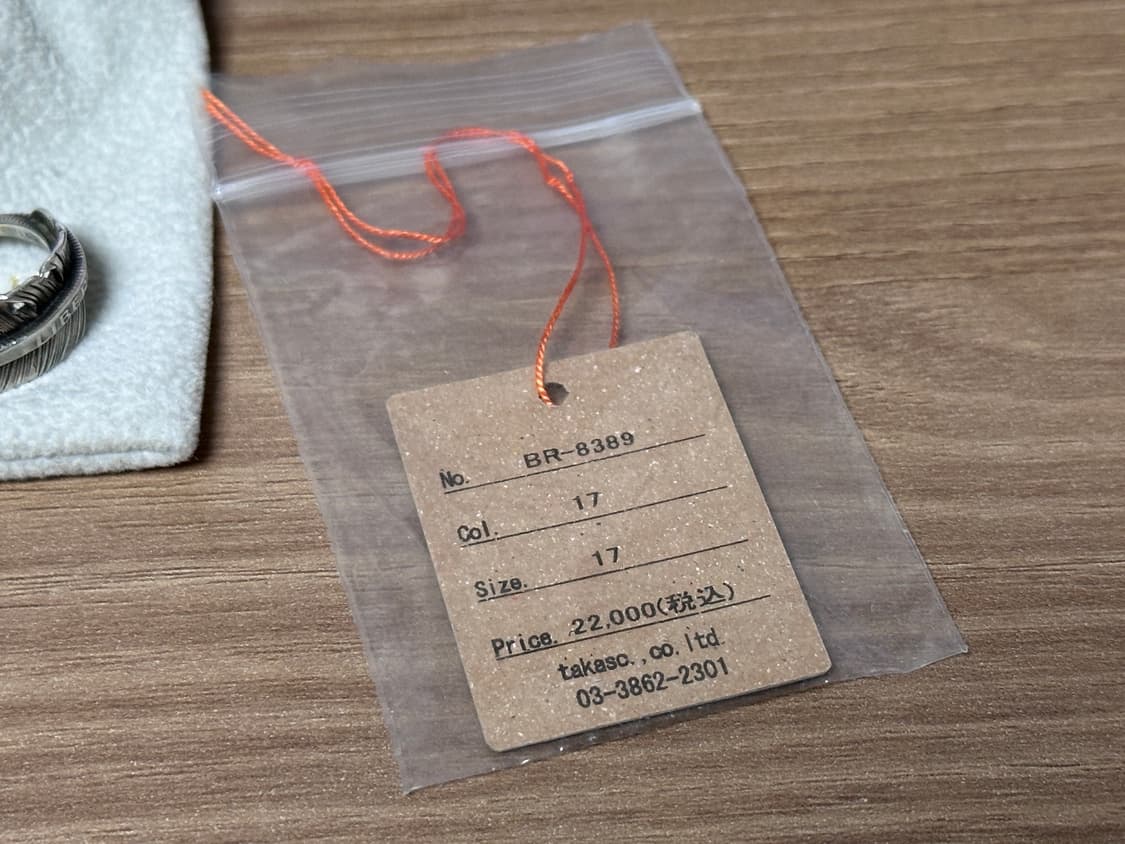 No. BR-8389
Col. 17
Size. 17
Price. 22,000(税込)
takasc.,co.ltd
03-3862-2301